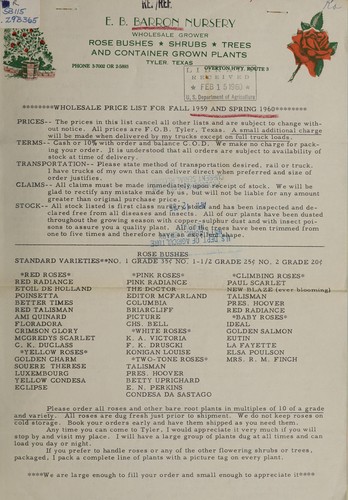 RE. REF.
SB115
.298365
E. B. BARRON NURSERY
WHOLESALE GROWER
ROSE BUSHES • SHRUBS • TREES
AND CONTAINER GROWN PLANTS
TYLER, TEXAS
OVERTON HWY. ROUTE 3
RECEIVED
FEB 15 1960
U. S. Department of Agriculture
********WHOLESALE PRICE LIST FOR FALL 1959 AND SPRING 1960********
PRICES-- The prices in this list cancel all other lists and are subject to change with-
out notice. All prices are F.O.B, Tyler, Texas. A small additional charge
will be made when delivered by my trucks except on full truck loads.
TERMS-- Cash or 10% with order and balance C.O.D. We make no charge for pack-
ing your order. It is understood that all orders are subject to availability of
stock at time of delivery.
TRANSPORTATION-- Please state method of transportation desired, rail or truck.
I have trucks of my own that can deliver direct when preferred and size of
order justifies.
CLAIMS-- All claims must be made immediately upon receipt of stock. We will be
glad to rectify any mistake made by us, but will not be liable for any amount
greater than original purchase price.
STOCK-- All stock listed is first class nursery stock and has been inspected and de-
clared free from all diseases and insects. All of our plants have been dusted
throughout the growing season with copper-sulphur dust and with insect poi-
sons to assure you a quality plant. All of the trees have been trimmed from
one to five times and therefore have an excellent shape.
ROSE BUSHES
STANDARD VARIETIES**NO. 1 GRADE 35¢ NO. 1-1/2 GRADE 25¢ NO. 2 GRADE 20¢
*RED ROSES* *PINK ROSES* *CLIMBING ROSES*
RED RADIANCE PINK RADIANCE PAUL SCARLET
ETOIL DE HOLLAND THE DOCTOR NEW BLAZE (ever blooming)
POINSETTA EDITOR MCFARLAND TALISMAN
BETTER TIMES COLUMBIA PRES. HOOVER
RED TALISMAN BRIARCLIFF RED RADIANCE
AMI QUINARD PICTURE *BABY ROSES*
FLORADORA CHS. BELL IDEAL
CRIMSON GLORY *WHITE ROSES* GOLDEN SALMON
MCGREDYS SCARLET K. A. VICTORIA EUTIN
C. K. DUCLASS F. K. DRUSCKI LA FAYETTE
*YELLOW ROSES* KONIGAN LOUISE ELSA POULSON
GOLDEN CHARM *TWO-TONE ROSES* MRS. R. M. FINCH
SOUERE THERESE TALISMAN
LUXEMBOURG PRES. HOOVER
YELLOW CONDESA BETTY UPRICHARD
ECLIPSE E. N. PERKINS
CONDESA DA SASTAGO
Please order all roses and other bare root plants in multiples of 10 of a grade
and variety. All roses are dug fresh just prior to shipment. We do not keep roses on
cold storage. Book your orders early and have them shipped as you need them.
Any time you can come to Tyler, I would appreciate it very much if you will
stop by and visit my place. I will have a large group of plants dug at all times and can
load you day or night.
If you prefer to handle roses or any of the other flowering shrubs or trees,
packaged, I pack a complete line of plants with a picture tag on every plant.
****We are large enough to fill your order and small enough to appreciate it****